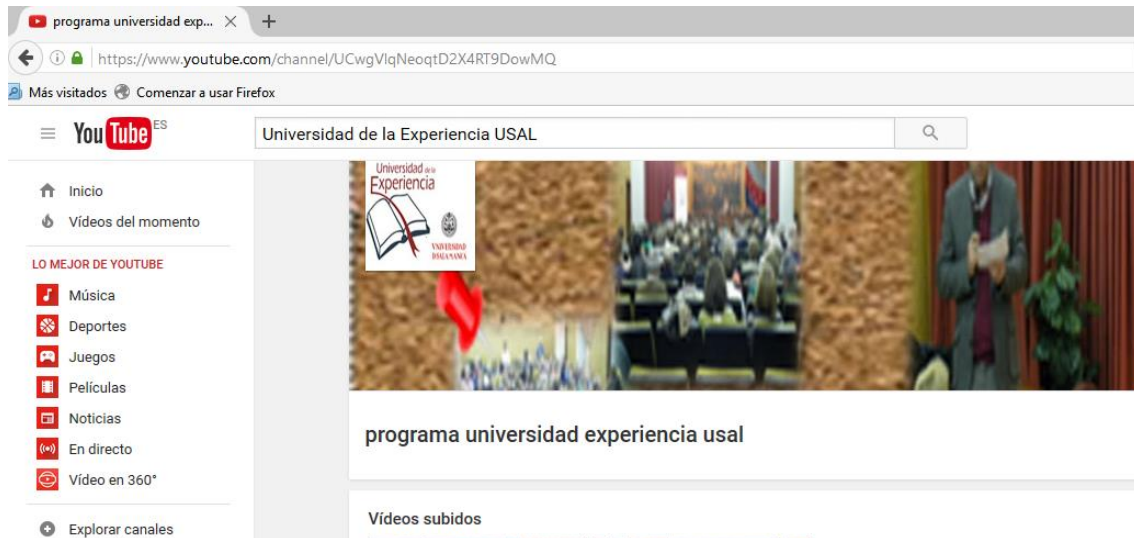 programa universidad exp...
https://www.youtube.com/channel/UCwgVlqNeoqtD2X4RT9DowMQ
Más visitados Comenzar a usar Firefox
YouTube ES
Universidad de la Experiencia USAL
Inicio
Vídeos del momento
LO MEJOR DE YOUTUBE
Música
Deportes
Juegos
Películas
Noticias
En directo
Vídeo en 360°
Explorar canales
Universidad de la
Experiencia
VNIVERSIDAD
D SALAMANCA
programa universidad experiencia usal
Vídeos subidos